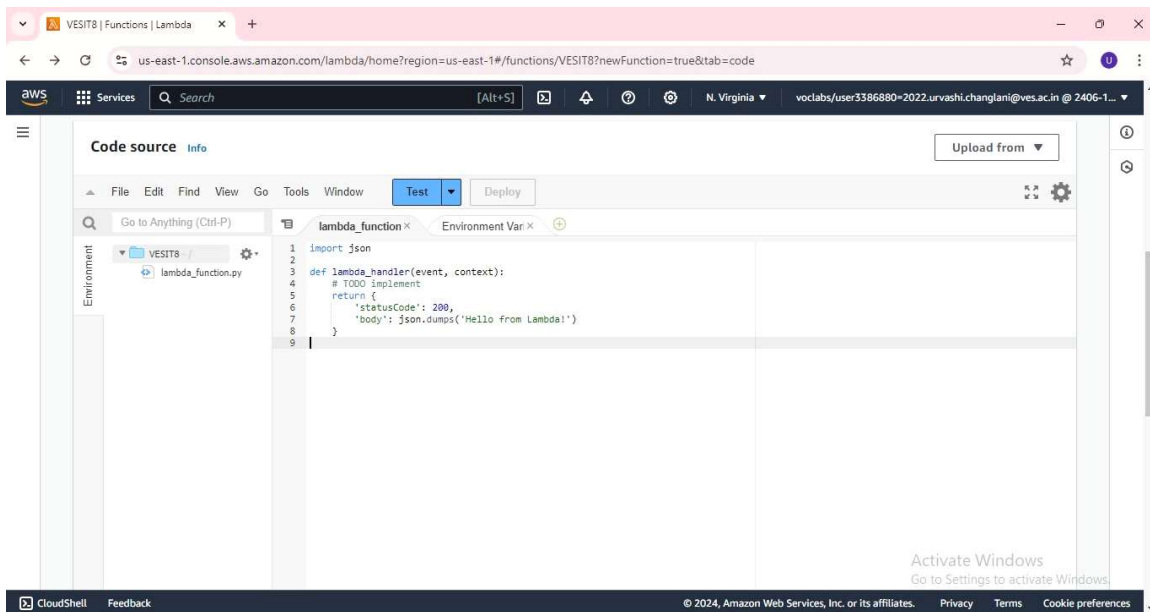 VESIT8 | Functions | Lambda
us-east-1.console.aws.amazon.com/lambda/home?region=us-east-1#/functions/VESIT8?newFunction=true&tab=code
U
aws Services Search [Alt+S] N. Virginia voclabs/user3386880=2022.urvashi.changlani@ves.ac.in @ 2406-1...
Code source Info Upload from
File Edit Find View Go Tools Window Test Deploy
Go to Anything (Ctrl-P) lambda_function × Environment Var ×
Environment
VESIT8 - /
lambda_function.py
1 import json
2
3 def lambda_handler(event, context):
4 # TODO implement
5 return {
6 'statusCode': 200,
7 'body': json.dumps('Hello from Lambda!')
8 }
9
Activate Windows
Go to Settings to activate Windows.
CloudShell Feedback © 2024, Amazon Web Services, Inc. or its affiliates. Privacy Terms Cookie preferences